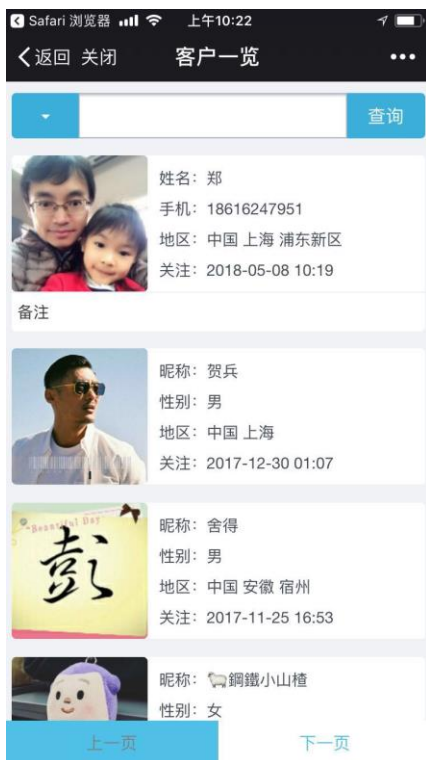 Safari 浏览器 上午10:22
返回 关闭 客户一览
查询
姓名：郑
手机：18616247951
地区：中国 上海 浦东新区
关注：2018-05-08 10:19
备注
昵称：贺兵
性别：男
地区：中国 上海
关注：2017-12-30 01:07
Beautiful Day
彭
昵称：舍得
性别：男
地区：中国 安徽 宿州
关注：2017-11-25 16:53
昵称：🐑鋼鐵小山楂
性别：女
上一页 下一页